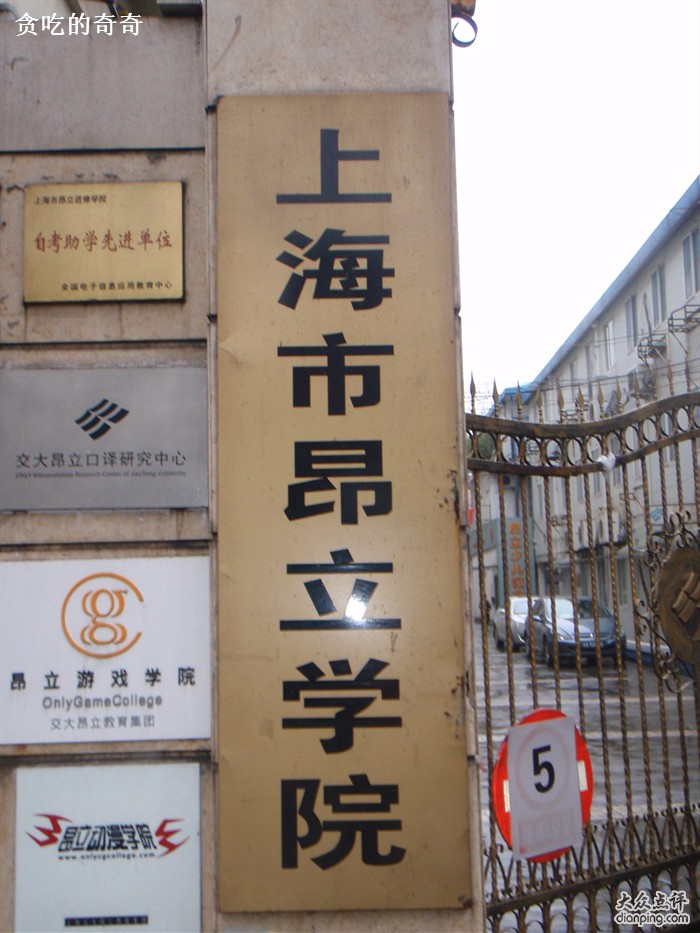 贪吃的奇奇
上海市昂立进修学院
自考助学先进单位
全国电子信息应用教育中心
交大昂立口译研究中心
昂立游戏学院
OnlyGameCollege
交大昂立教育集团
昂立动漫学院
www.onlycgcollege.com
上海市昂立学院
5
大众点评
dianping.com